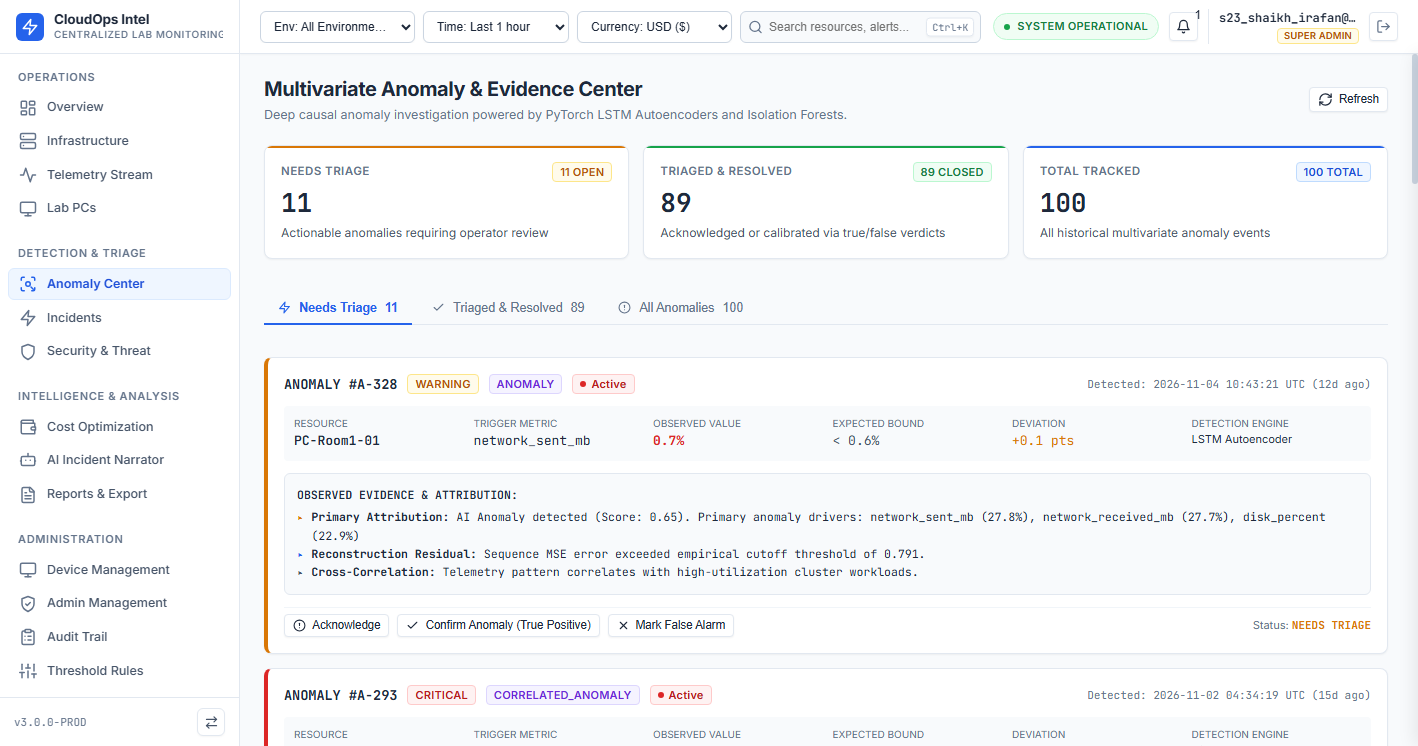 CloudOps Intel
CENTRALIZED LAB MONITORING
Env: All Environme...
Time: Last 1 hour
Currency: USD ($)
Search resources, alerts...
Ctrl+K
SYSTEM OPERATIONAL
1
s23_shaikh_irafan@...
SUPER ADMIN
OPERATIONS
Overview
Infrastructure
Telemetry Stream
Lab PCs
DETECTION & TRIAGE
Anomaly Center
Incidents
Security & Threat
INTELLIGENCE & ANALYSIS
Cost Optimization
AI Incident Narrator
Reports & Export
ADMINISTRATION
Device Management
Admin Management
Audit Trail
Threshold Rules
v3.0.0-PROD
Multivariate Anomaly & Evidence Center
Deep causal anomaly investigation powered by PyTorch LSTM Autoencoders and Isolation Forests.
Refresh
NEEDS TRIAGE
11 OPEN
11
Actionable anomalies requiring operator review
TRIAGED & RESOLVED
89 CLOSED
89
Acknowledged or calibrated via true/false verdicts
TOTAL TRACKED
100 TOTAL
100
All historical multivariate anomaly events
Needs Triage 11
Triaged & Resolved 89
All Anomalies 100
ANOMALY #A-328 WARNING ANOMALY Active
Detected: 2026-11-04 10:43:21 UTC (12d ago)
RESOURCE
PC-Room1-01
TRIGGER METRIC
network_sent_mb
OBSERVED VALUE
0.7%
EXPECTED BOUND
< 0.6%
DEVIATION
+0.1 pts
DETECTION ENGINE
LSTM Autoencoder
OBSERVED EVIDENCE & ATTRIBUTION:
▸ Primary Attribution: AI Anomaly detected (Score: 0.65). Primary anomaly drivers: network_sent_mb (27.8%), network_received_mb (27.7%), disk_percent
(22.9%)
▸ Reconstruction Residual: Sequence MSE error exceeded empirical cutoff threshold of 0.791.
▸ Cross-Correlation: Telemetry pattern correlates with high-utilization cluster workloads.
Acknowledge
Confirm Anomaly (True Positive)
Mark False Alarm
Status: NEEDS TRIAGE
ANOMALY #A-293 CRITICAL CORRELATED_ANOMALY Active
Detected: 2026-11-02 04:34:19 UTC (15d ago)
RESOURCE
TRIGGER METRIC
OBSERVED VALUE
EXPECTED BOUND
DEVIATION
DETECTION ENGINE